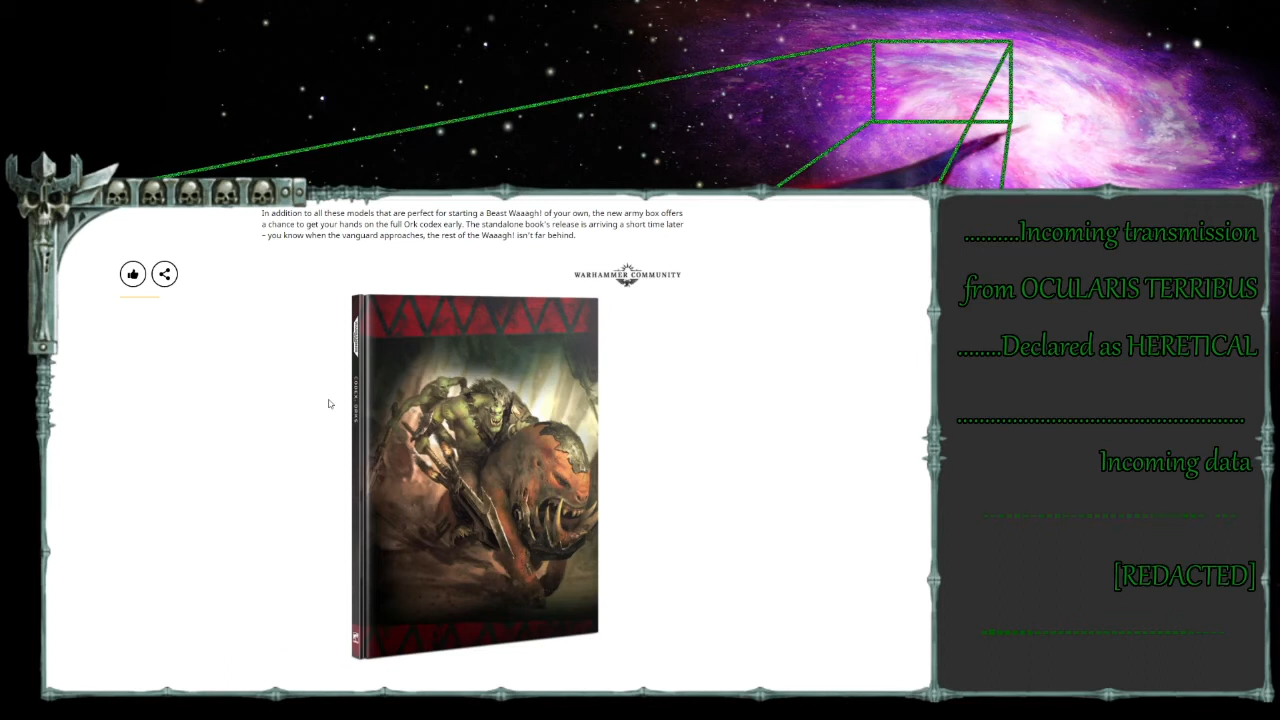 In addition to all these models that are perfect for starting a Beast Waaagh! of your own, the new army box offers
a chance to get your hands on the full Ork codex early. The standalone book's release is arriving a short time later
– you know when the vanguard approaches, the rest of the Waaagh! isn't far behind.
WARHAMMER COMMUNITY
CODEX: ORKS
..........Incoming transmission
from OCULARIS TERRIBUS
........Declared as HERETICAL
Incoming data
[REDACTED]